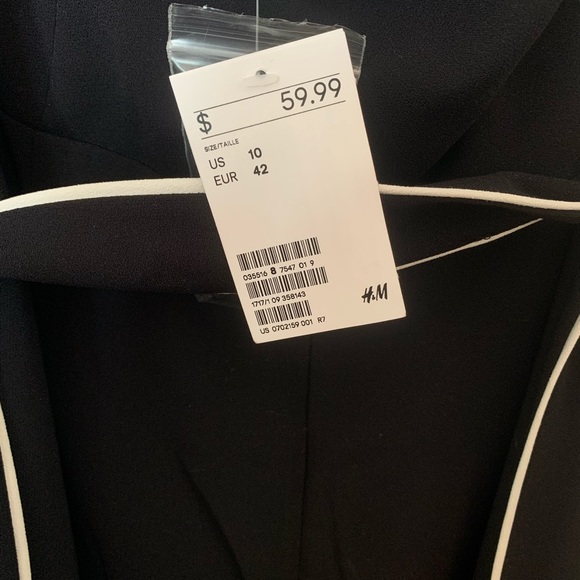 $ 59.99
SIZE/TAILLE
US 10
EUR 42
035516 8 7547 01 9
1717/1 09 358143
H&M
US 0702159 001 R7